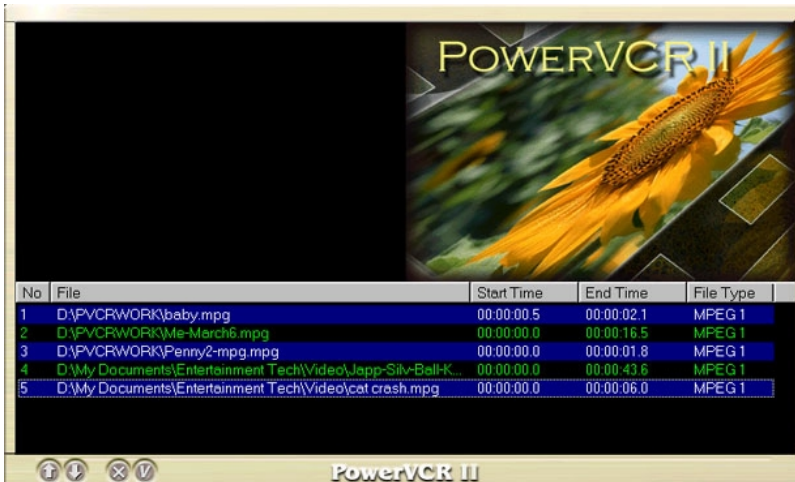 POWERVCR II
No File Start Time End Time File Type
1 D:\PVCRWORK\baby.mpg 00:00:00.5 00:00:02.1 MPEG 1
2 D:\PVCRWORK\Me-March6.mpg 00:00:00.0 00:00:16.5 MPEG 1
3 D:\PVCRWORK\Penny2-mpg.mpg 00:00:00.0 00:00:01.8 MPEG 1
4 D:\My Documents\Entertainment Tech\Video\Japp-Silv-Ball-K... 00:00:00.0 00:00:43.6 MPEG 1
5 D:\My Documents\Entertainment Tech\Video\cat crash.mpg 00:00:00.0 00:00:06.0 MPEG 1
V
PowerVCR II